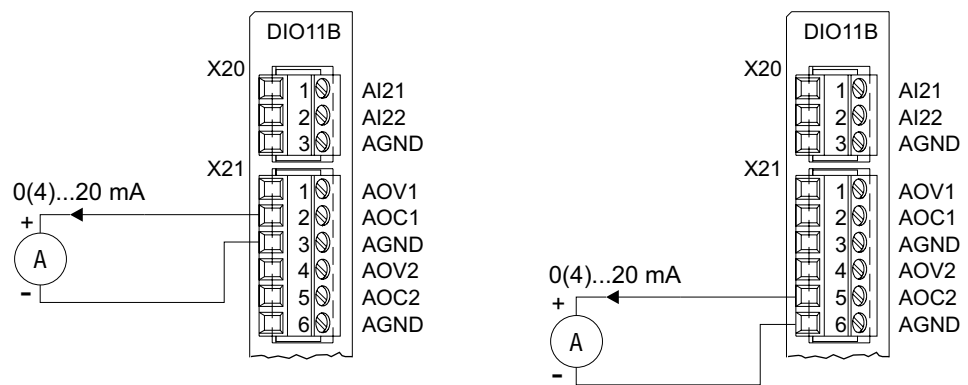 DIO11B
X20
1 AI21
2 AI22
3 AGND
X21
1 AOV1
0(4)...20 mA
2 AOC1
+
3 AGND
A
4 AOV2
-
5 AOC2
6 AGND
DIO11B
X20
1 AI21
2 AI22
3 AGND
X21
1 AOV1
2 AOC1
3 AGND
4 AOV2
0(4)...20 mA
5 AOC2
+
6 AGND
A
-